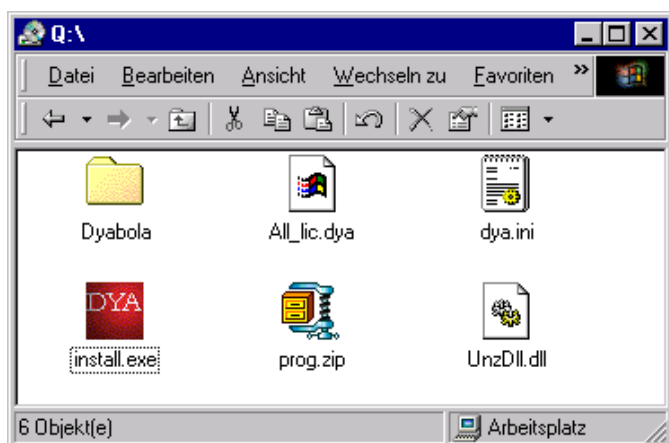 Q:\
Datei Bearbeiten Ansicht Wechseln zu Favoriten »
Dyabola All_lic.dya dya.ini
DYA
install.exe prog.zip UnzDll.dll
6 Objekt(e) Arbeitsplatz